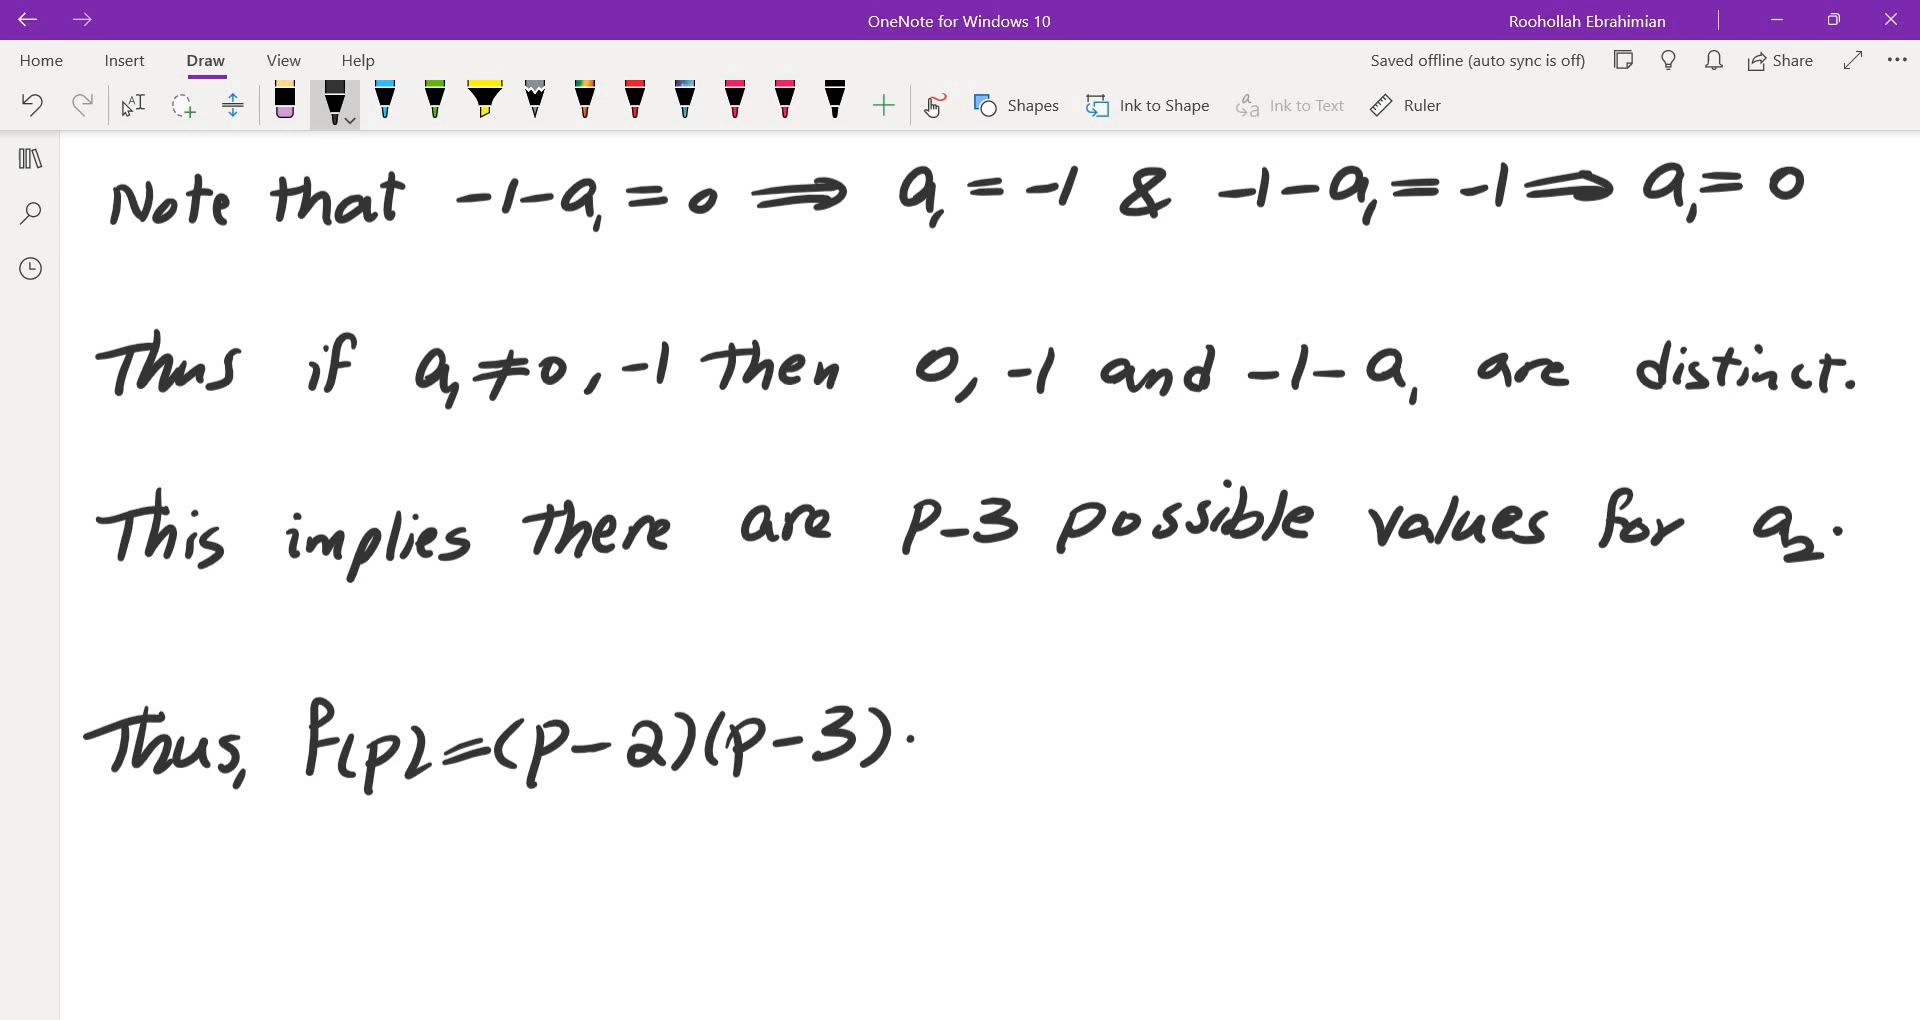 OneNote for Windows 10
Roohollah Ebrahimian
Home Insert Draw View Help
Saved offline (auto sync is off) Share
Shapes Ink to Shape Ink to Text Ruler
Note that -1-a₁ = 0 ⟹ a₁ = -1 & -1-a₁ = -1 ⟹ a₁ = 0
Thus if a₁ ≠ 0, -1 then 0, -1 and -1-a₁ are distinct.
This implies there are p-3 possible values for a₂.
Thus, f(p) = (p-2)(p-3).